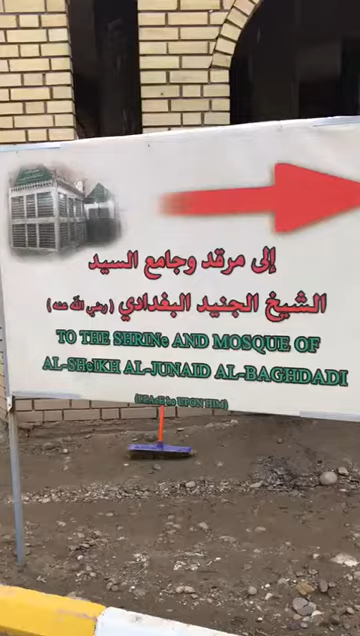 إلى مرقد وجامع السيد
الشيخ الجنيد البغدادي ( رضي الله عنه )
TO THE SHRINe AND MOSQUE OF
AL-SHeIKH AL-JUNAID AL-BAGHDADI
(PEACE be UPON HIM)